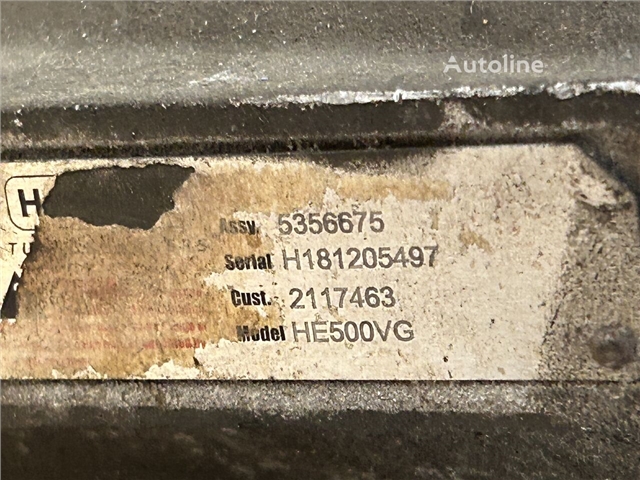 Autoline
H
Assy. 5356675
Serial H181205497
Cust. 2117463
Model HE500VG